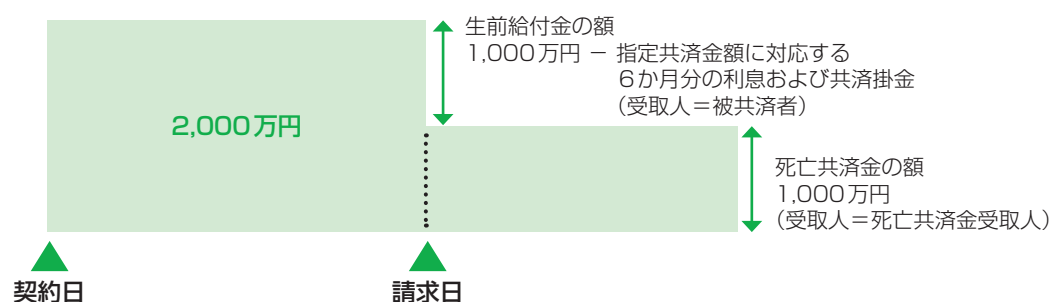 生前給付金の額
1,000万円 − 指定共済金額に対応する
6か月分の利息および共済掛金
（受取人＝被共済者）
2,000万円
死亡共済金の額
1,000万円
（受取人＝死亡共済金受取人）
契約日
請求日